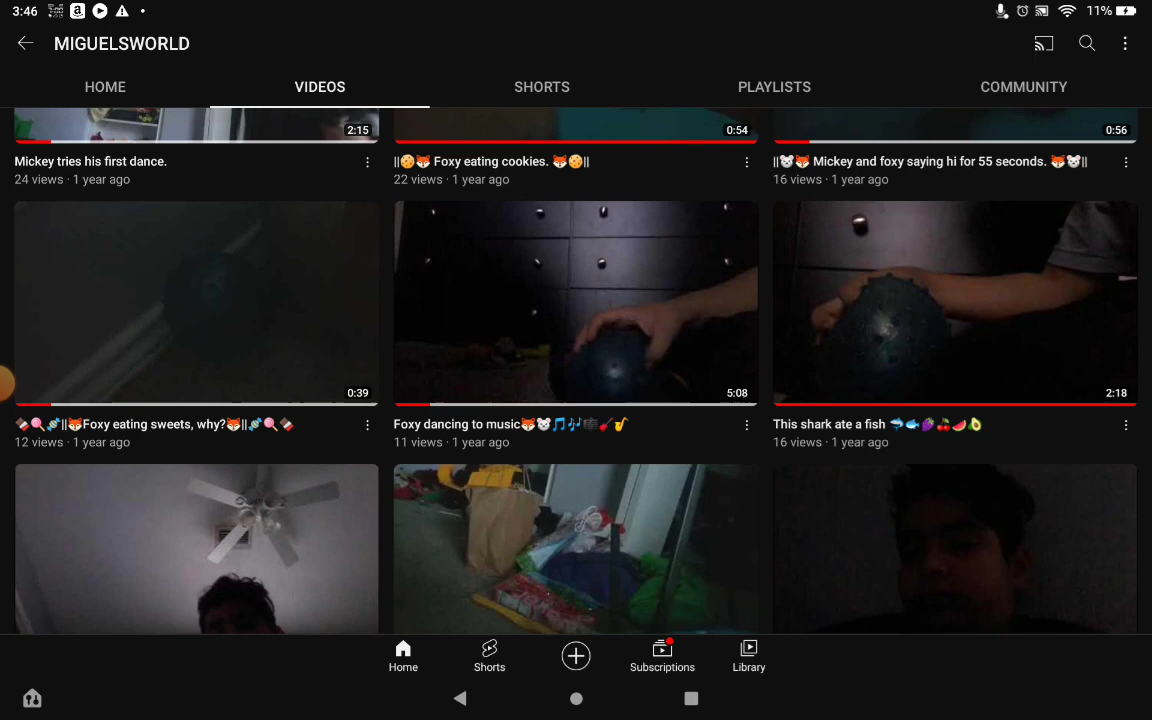 3:46
11%
MIGUELSWORLD
HOME VIDEOS SHORTS PLAYLISTS COMMUNITY
2:15 0:54 0:56
Mickey tries his first dance.
24 views · 1 year ago
||🍪🦊 Foxy eating cookies. 🦊🍪||
22 views · 1 year ago
||🐭🦊 Mickey and foxy saying hi for 55 seconds. 🦊🐭||
16 views · 1 year ago
0:39 5:08 2:18
🍫🍭🍬||🦊Foxy eating sweets, why?🦊||🍬🍭🍫
12 views · 1 year ago
Foxy dancing to music🦊🐭🎵🎶🎼🎸🎷
11 views · 1 year ago
This shark ate a fish 🦈🐟🍇🍒🍉🥑
16 views · 1 year ago
Home Shorts Subscriptions Library